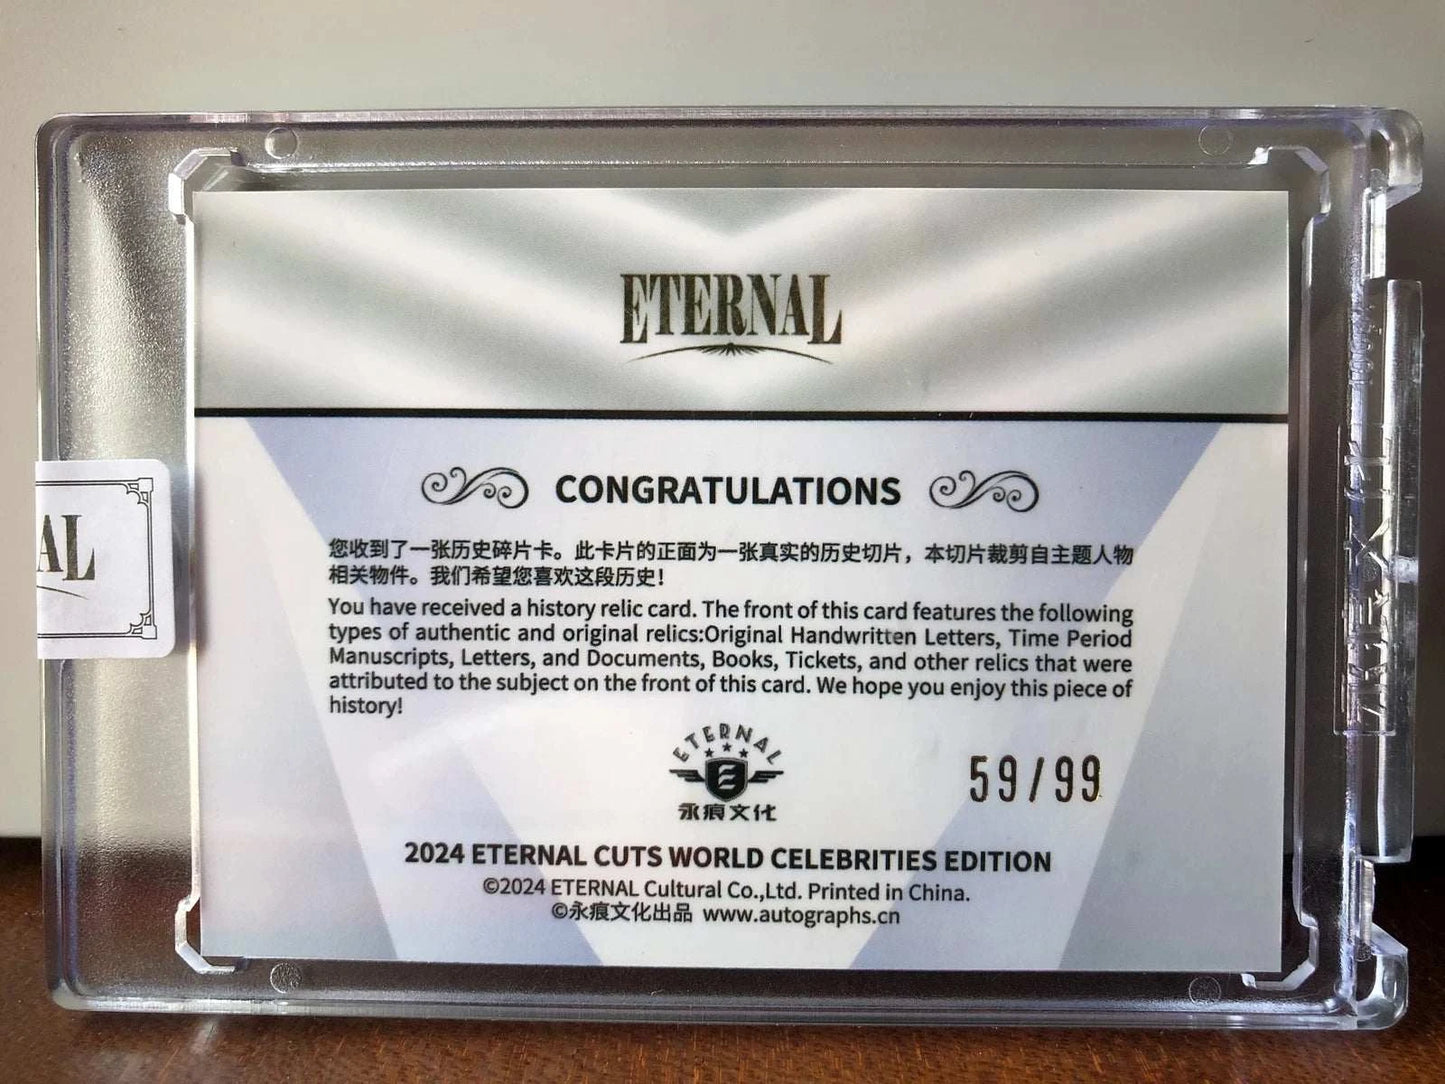 ETERNAL
CONGRATULATIONS
您收到了一张历史碎片卡。此卡片的正面为一张真实的历史切片，本切片裁剪自主题人物
相关物件。我们希望您喜欢这段历史！
You have received a history relic card. The front of this card features the following
types of authentic and original relics:Original Handwritten Letters, Time Period
Manuscripts, Letters, and Documents, Books, Tickets, and other relics that were
attributed to the subject on the front of this card. We hope you enjoy this piece of
history!
AL
ETERNAL
永痕文化
59/99
2024 ETERNAL CUTS WORLD CELEBRITIES EDITION
©2024 ETERNAL Cultural Co.,Ltd. Printed in China.
©永痕文化出品 www.autographs.cn